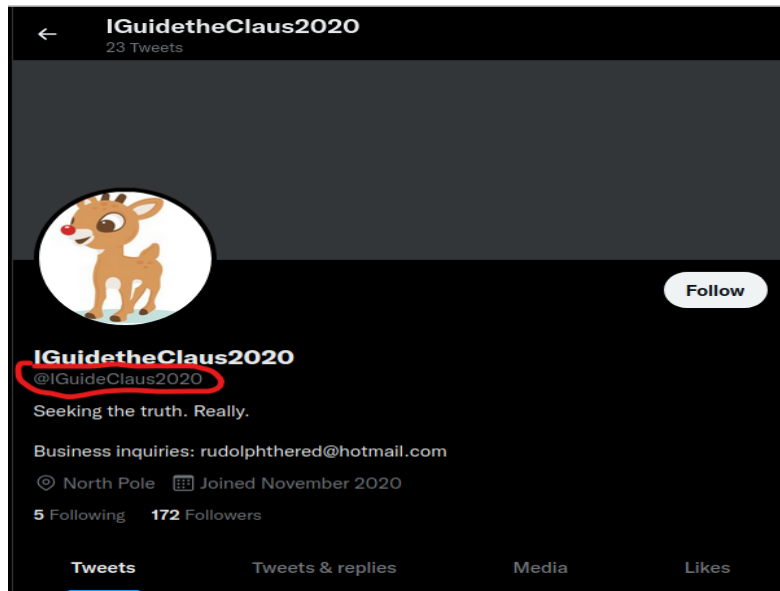 IGuidetheClaus2020
23 Tweets
Follow
IGuidetheClaus2020
@IGuideClaus2020
Seeking the truth. Really.
Business inquiries: rudolphthered@hotmail.com
North Pole Joined November 2020
5 Following 172 Followers
Tweets Tweets & replies Media Likes